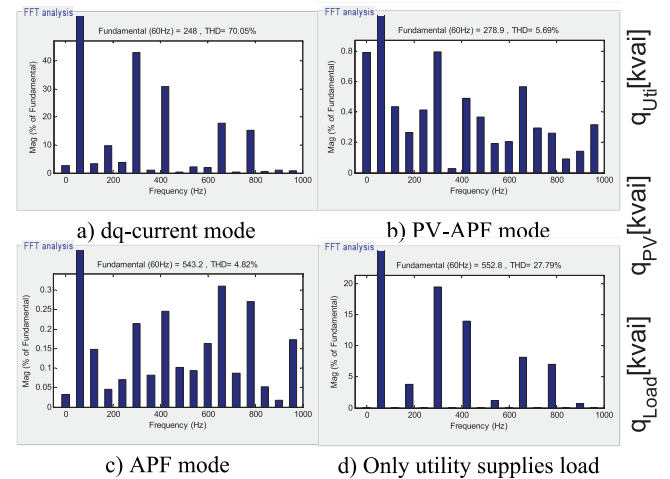 FFT analysis
Fundamental (60Hz) = 248 , THD= 70.05%
Mag (% of Fundamental)
40
30
20
10
0
0 200 400 600 800 1000
Frequency (Hz)
a) dq-current mode
FFT analysis
Fundamental (60Hz) = 278.9 , THD= 5.69%
Mag (% of Fundamental)
0.8
0.6
0.4
0.2
0
0 200 400 600 800 1000
Frequency (Hz)
b) PV-APF mode
FFT analysis
Fundamental (60Hz) = 543.2 , THD= 4.82%
Mag (% of Fundamental)
0.3
0.25
0.2
0.15
0.1
0.05
0
0 200 400 600 800 1000
Frequency (Hz)
c) APF mode
FFT analysis
Fundamental (60Hz) = 552.8 , THD= 27.79%
Mag (% of Fundamental)
20
15
10
5
0
0 200 400 600 800 1000
Frequency (Hz)
d) Only utility supplies load
qUti[kvai]
qPV[kvai]
qLoad[kvai]